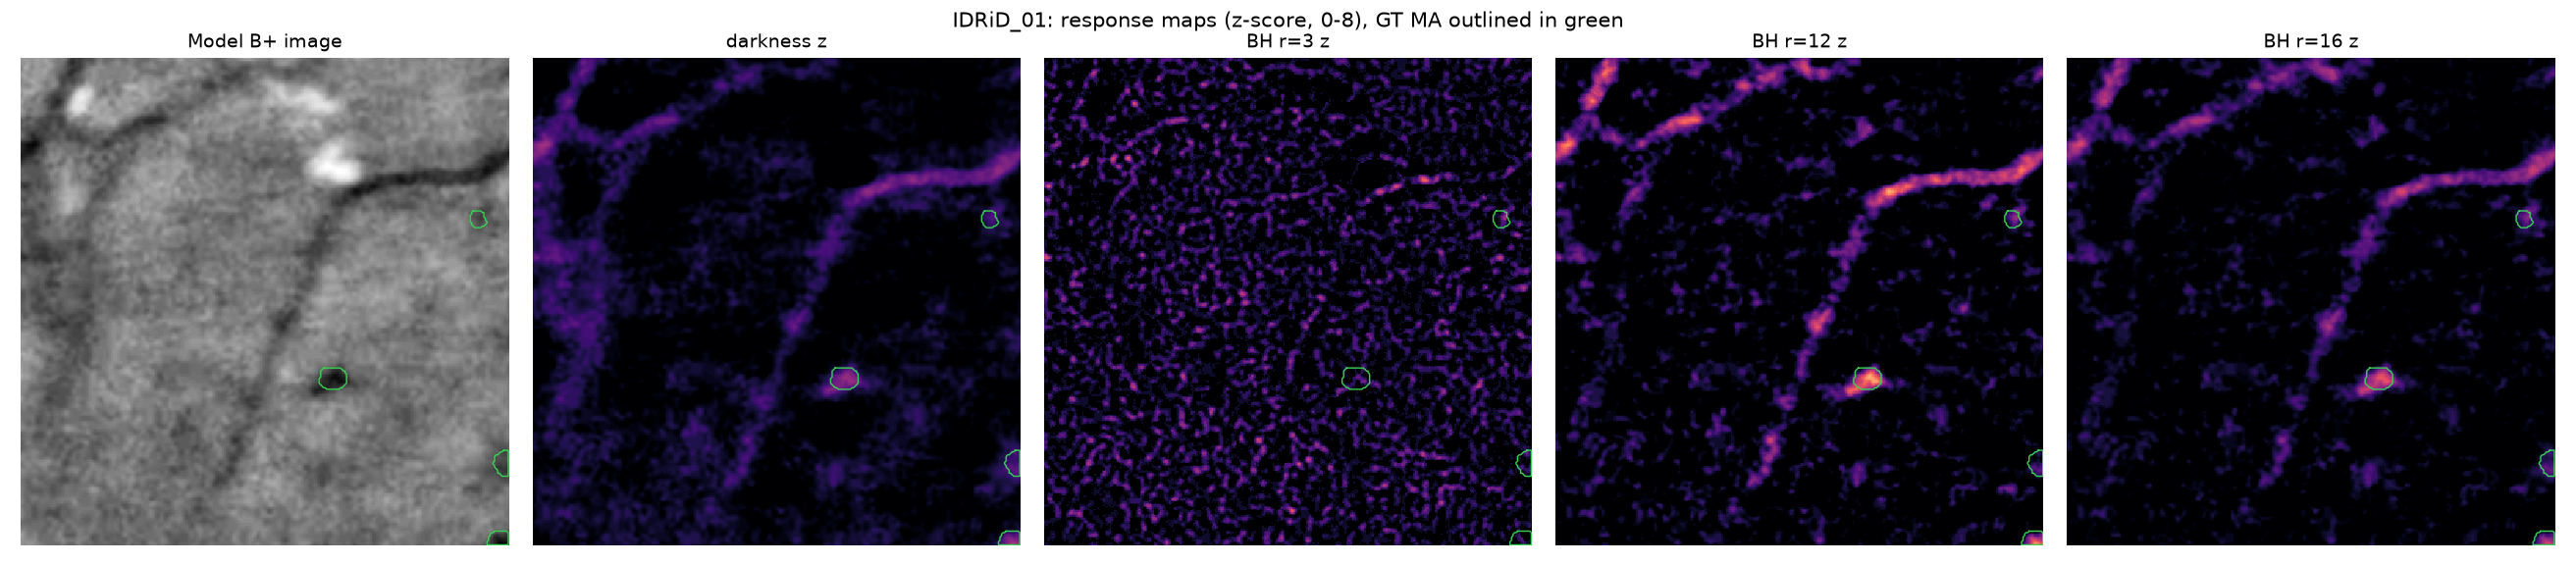 IDRiD_01: response maps (z-score, 0-8), GT MA outlined in green
Model B+ image
darkness z
BH r=3 z
BH r=12 z
BH r=16 z